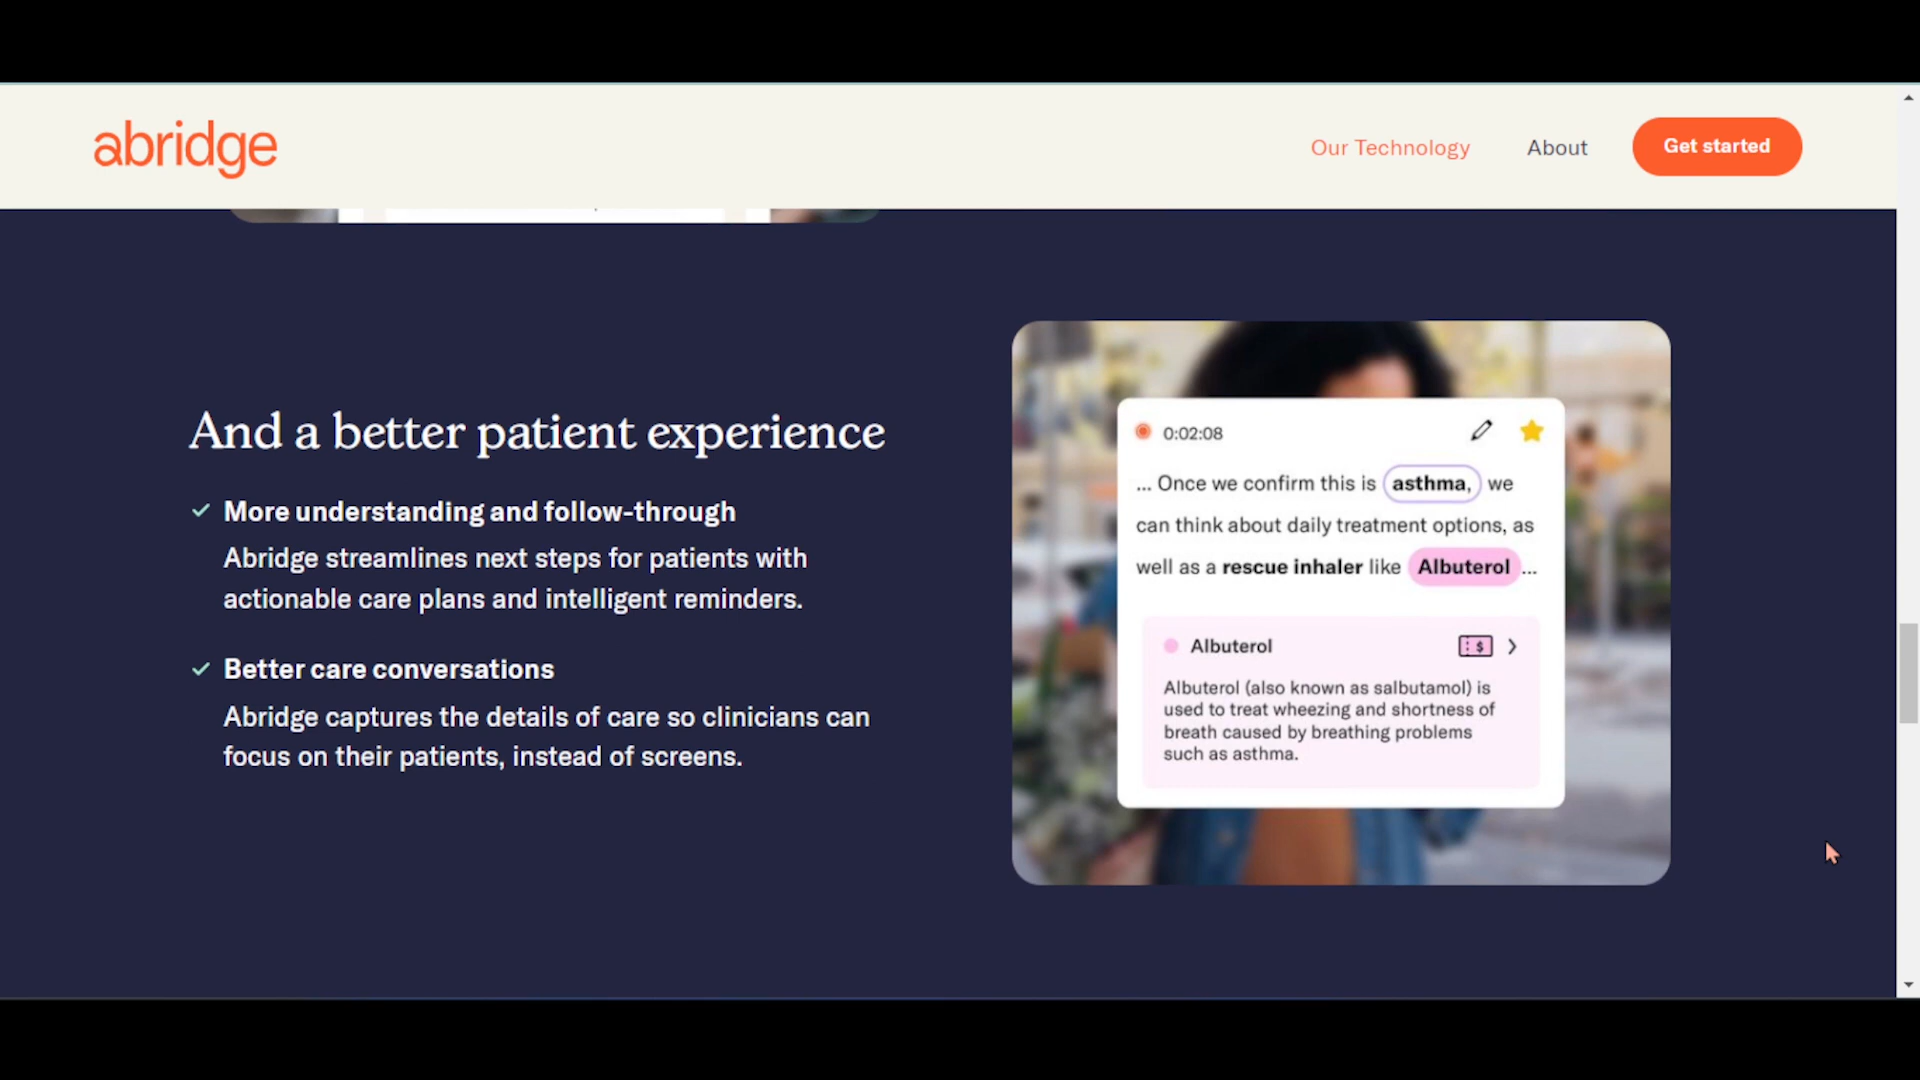 abridge
Our Technology
About
Get started
And a better patient experience
More understanding and follow-through
Abridge streamlines next steps for patients with
actionable care plans and intelligent reminders.
Better care conversations
Abridge captures the details of care so clinicians can
focus on their patients, instead of screens.
0:02:08
... Once we confirm this is asthma, we
can think about daily treatment options, as
well as a rescue inhaler like Albuterol ...
Albuterol
$
Albuterol (also known as salbutamol) is
used to treat wheezing and shortness of
breath caused by breathing problems
such as asthma.